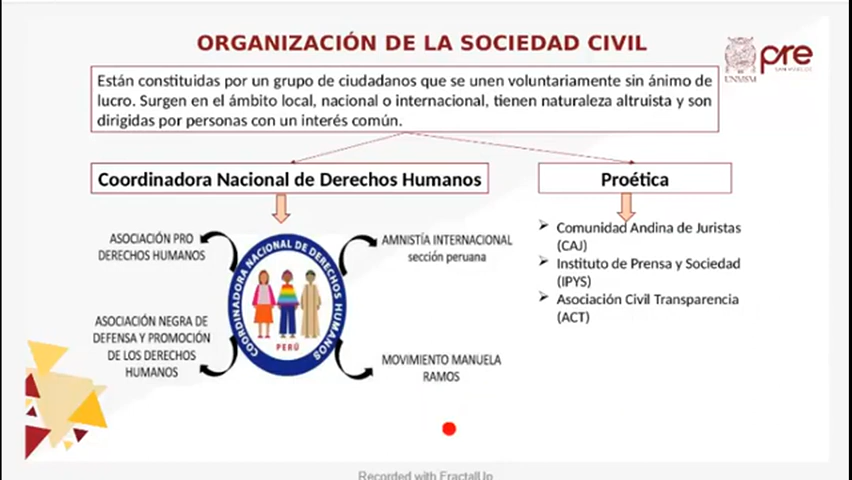 ORGANIZACIÓN DE LA SOCIEDAD CIVIL
UNMSM
pre
Están constituidas por un grupo de ciudadanos que se unen voluntariamente sin ánimo de
lucro. Surgen en el ámbito local, nacional o internacional, tienen naturaleza altruista y son
dirigidas por personas con un interés común.
Coordinadora Nacional de Derechos Humanos
Proética
ASOCIACIÓN PRO
DERECHOS HUMANOS
AMNISTÍA INTERNACIONAL
sección peruana
COORDINADORA NACIONAL DE DERECHOS HUMANOS
PERÚ
ASOCIACIÓN NEGRA DE
DEFENSA Y PROMOCIÓN
DE LOS DERECHOS
HUMANOS
MOVIMIENTO MANUELA
RAMOS
Comunidad Andina de Juristas
(CAJ)
Instituto de Prensa y Sociedad
(IPYS)
Asociación Civil Transparencia
(ACT)
Recorded with FractalUp